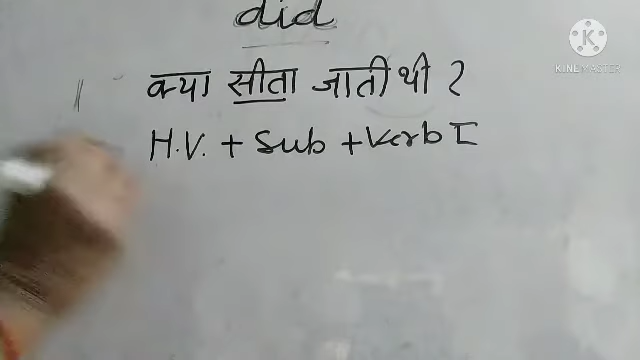 did
क्या सीता जाती थी ?
H.V. + Sub + Verb I
KINEMASTER